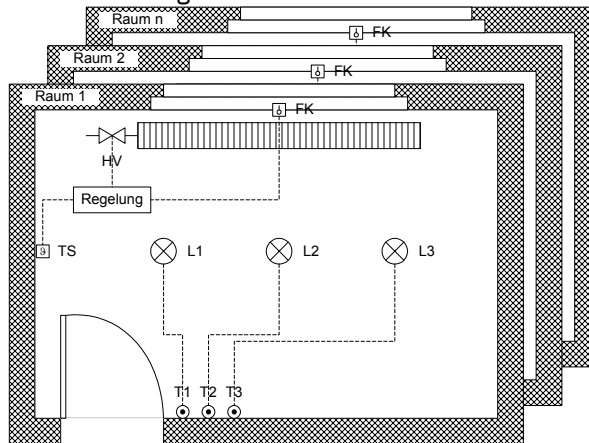 Raum n
FK
Raum 2
FK
Raum 1
FK
HV
Regelung
TS
L1
L2
L3
T1
T2
T3